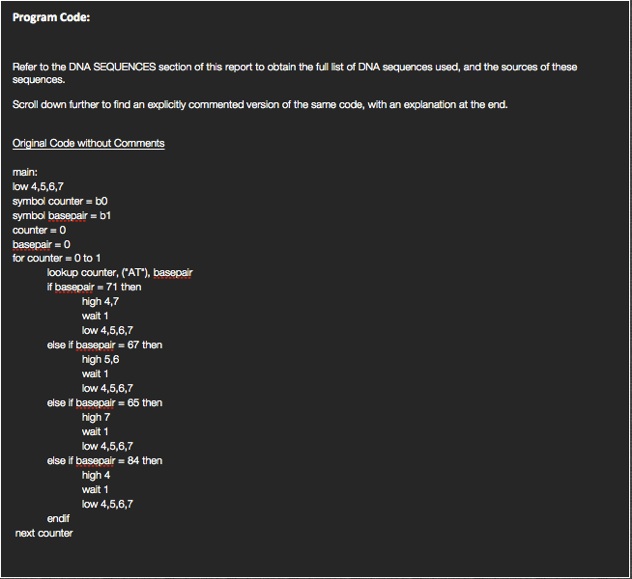 Program Code:
Refer to the DNA SEQUENCES section of this report to obtain the full list of DNA sequences used, and the sources of these
sequences.
Scroll down further to find an explicitly commented version of the same code, with an explanation at the end.
Original Code without Comments
main:
low 4,5,6,7
symbol counter = b0
symbol basepair = b1
counter = 0
basepair = 0
for counter = 0 to 1
lookup counter, ("AT"), basepair
if basepair = 71 then
high 4,7
wait 1
low 4,5,6,7
else if basepair = 67 then
high 5,6
wait 1
low 4,5,6,7
else if basepair = 65 then
high 7
wait 1
low 4,5,6,7
else if basepair = 84 then
high 4
wait 1
low 4,5,6,7
endif
next counter